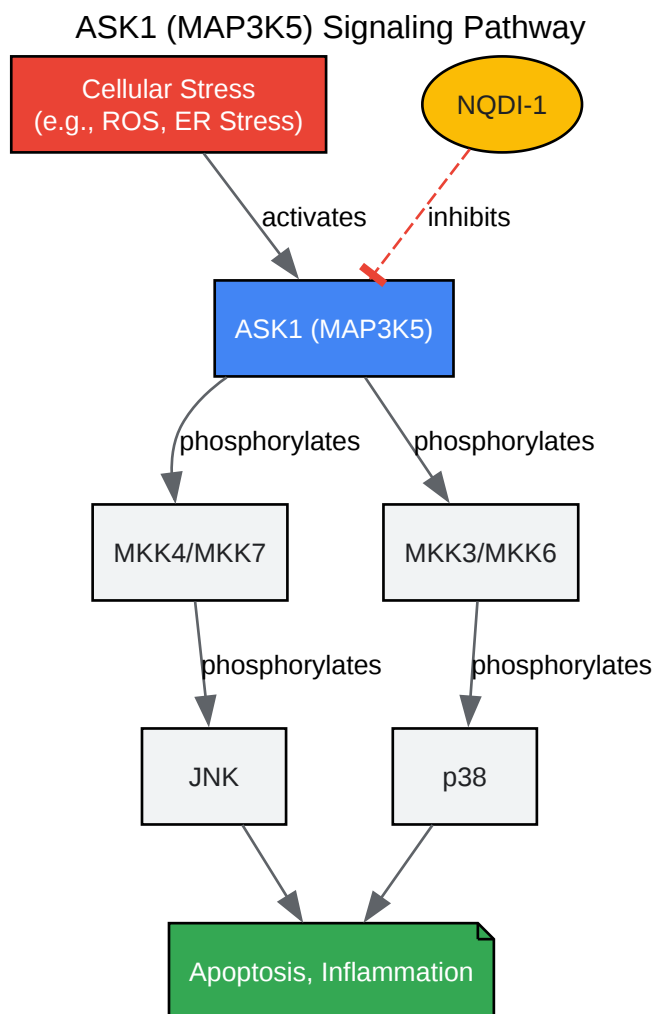 ASK1 (MAP3K5) Signaling Pathway
Cellular Stress
(e.g., ROS, ER Stress)
NQDI-1
activates
inhibits
ASK1 (MAP3K5)
phosphorylates
phosphorylates
MKK4/MKK7
MKK3/MKK6
phosphorylates
phosphorylates
JNK
p38
Apoptosis, Inflammation